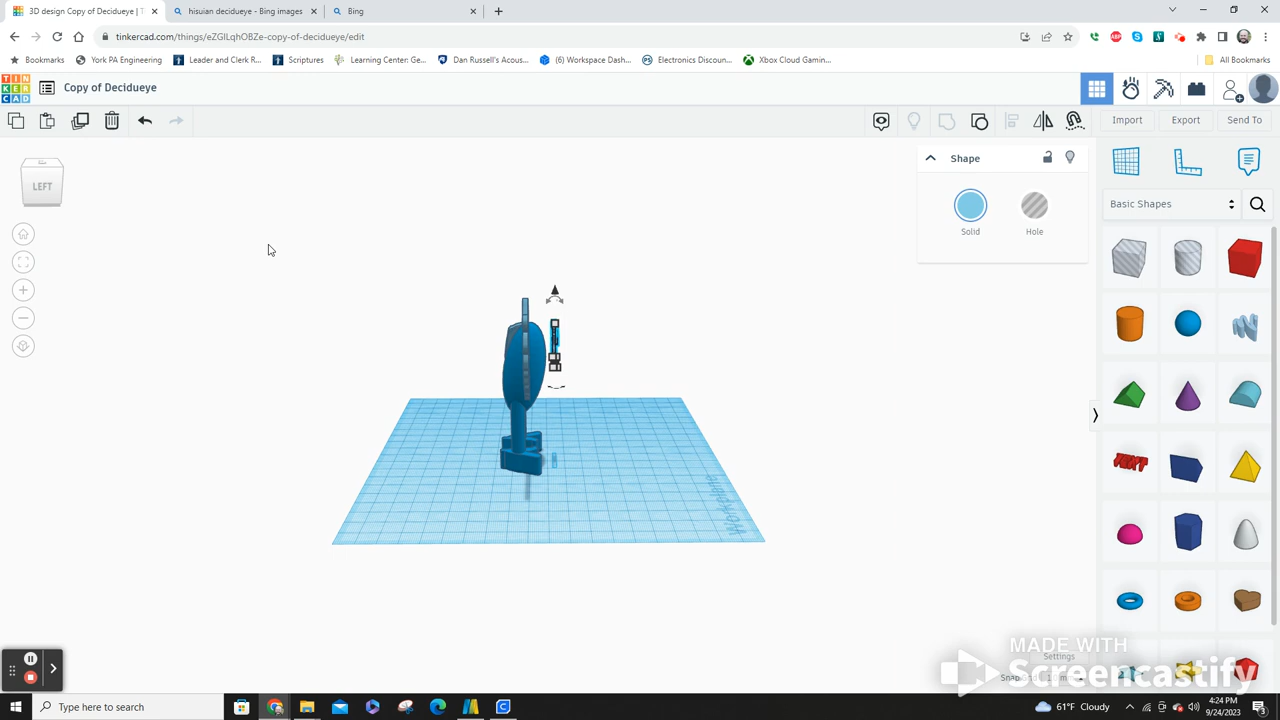 3D design Copy of Decidueye | T
hisuian decidueye - Bing images
Bing
tinkercad.com/things/eZGlLqhOBZe-copy-of-decidueye/edit
Bookmarks
York PA Engineering
Leader and Clerk R...
Scriptures
Learning Center: Ge...
Dan Russell's Acous...
(6) Workspace Dash...
Electronics Discoun...
Xbox Cloud Gamin...
All Bookmarks
TIN
KER
CAD
Copy of Decidueye
Import
Export
Send To
LEFT
Shape
Solid
Hole
Basic Shapes
TEXT
Workplane
Settings
Snap Grid
MADE WITH
Screencastify
Type here to search
61°F Cloudy
4:24 PM
9/24/2023
3